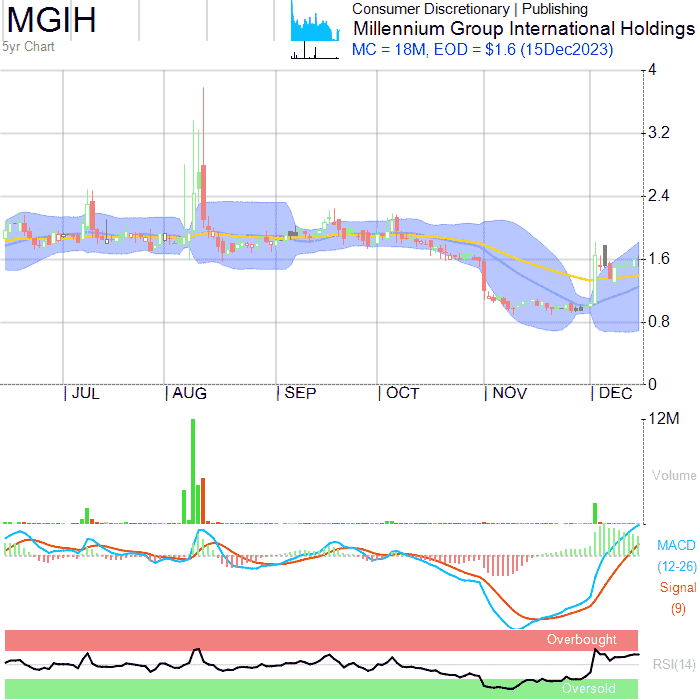 MGIH
5yr Chart
Consumer Discretionary | Publishing
Millennium Group International Holdings
MC = 18M, EOD = $1.6 (15Dec2023)
4
3.2
2.4
1.6
0.8
0
JUL
AUG
SEP
OCT
NOV
DEC
12M
Volume
MACD
(12-26)
Signal
(9)
Overbought
RSI(14)
Oversold